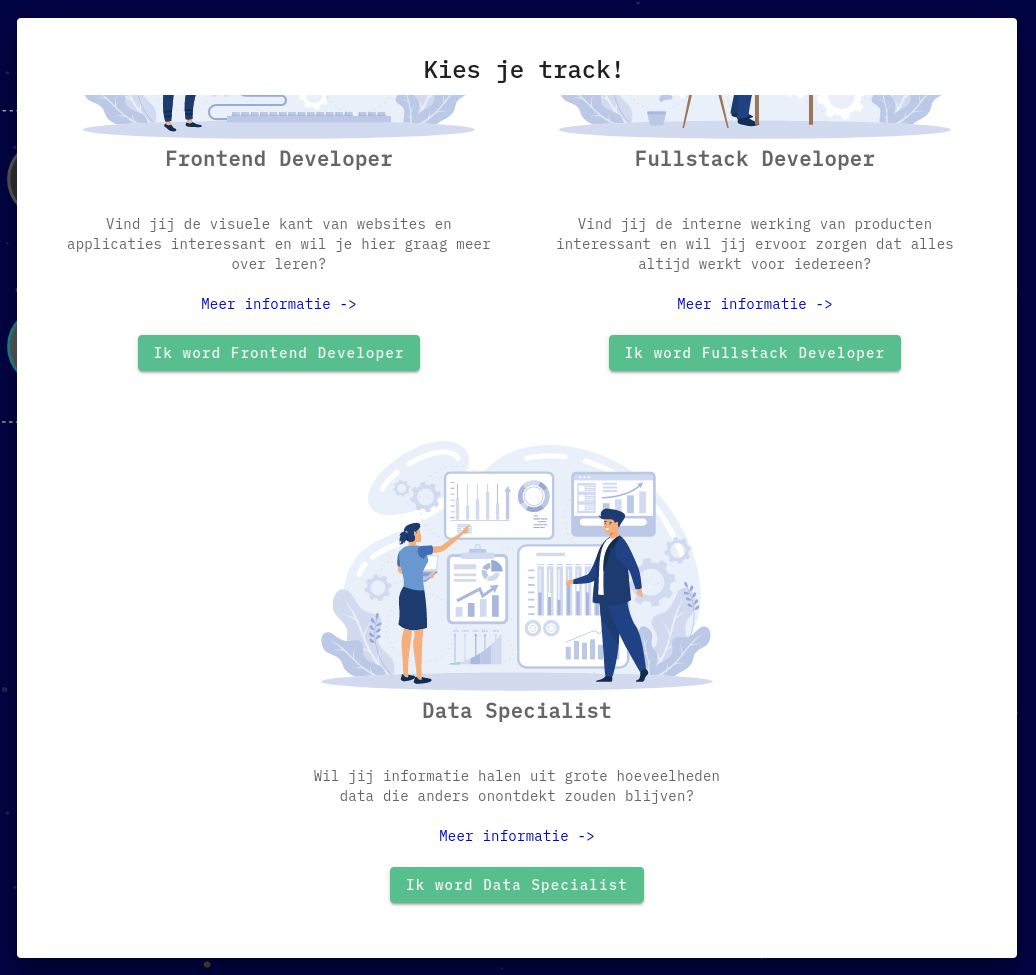 Kies je track!
Frontend Developer
Vind jij de visuele kant van websites en
applicaties interessant en wil je hier graag meer
over leren?
Meer informatie ->
Ik word Frontend Developer
Fullstack Developer
Vind jij de interne werking van producten
interessant en wil jij ervoor zorgen dat alles
altijd werkt voor iedereen?
Meer informatie ->
Ik word Fullstack Developer
Data Specialist
Wil jij informatie halen uit grote hoeveelheden
data die anders onontdekt zouden blijven?
Meer informatie ->
Ik word Data Specialist